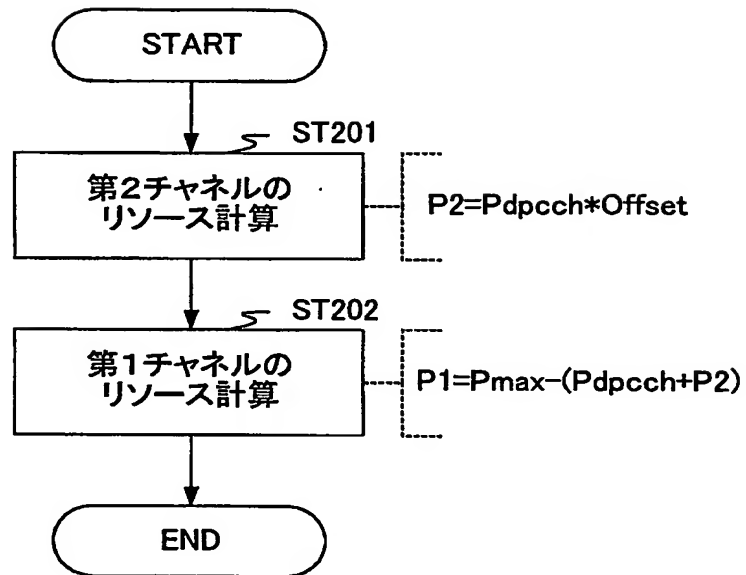 START
ST201
第2チャネルの
リソース計算
P2=Pdpcch*Offset
ST202
第1チャネルの
リソース計算
P1=Pmax-(Pdpcch+P2)
END